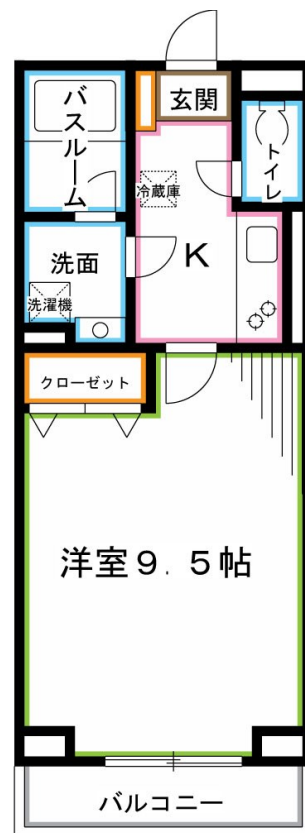 玄関
バスルーム
トイレ
冷蔵庫
K
洗面
洗濯機
クローゼット
洋室9.5帖
バルコニー